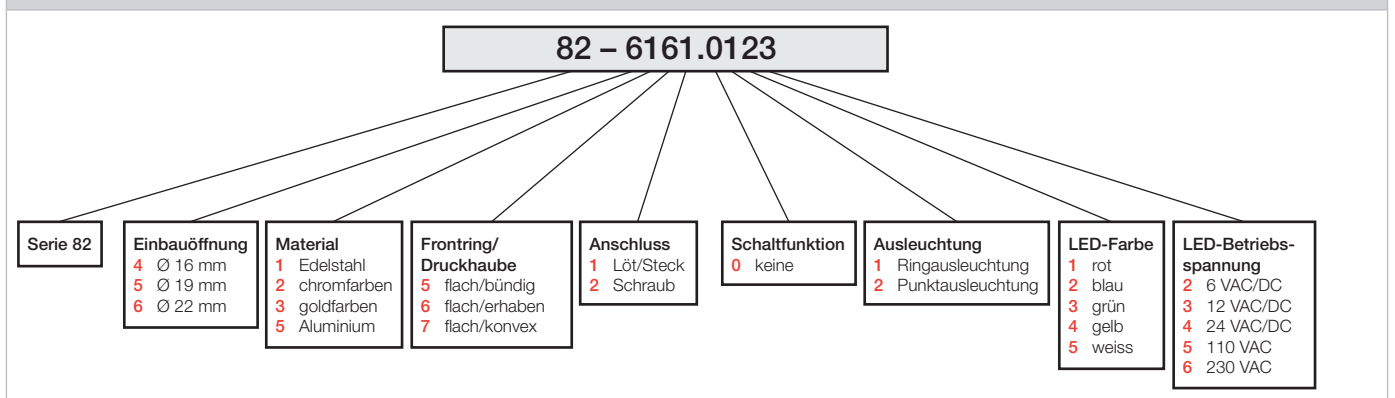 82 – 6161.0123
Serie 82
Einbauöffnung
4 Ø 16 mm
5 Ø 19 mm
6 Ø 22 mm
Material
1 Edelstahl
2 chromfarben
3 goldfarben
5 Aluminium
Frontring/
Druckhaube
5 flach/bündig
6 flach/erhaben
7 flach/konvex
Anschluss
1 Löt/Steck
2 Schraub
Schaltfunktion
0 keine
Ausleuchtung
1 Ringausleuchtung
2 Punktausleuchtung
LED-Farbe
1 rot
2 blau
3 grün
4 gelb
5 weiss
LED-Betriebs-
spannung
2 6 VAC/DC
3 12 VAC/DC
4 24 VAC/DC
5 110 VAC
6 230 VAC